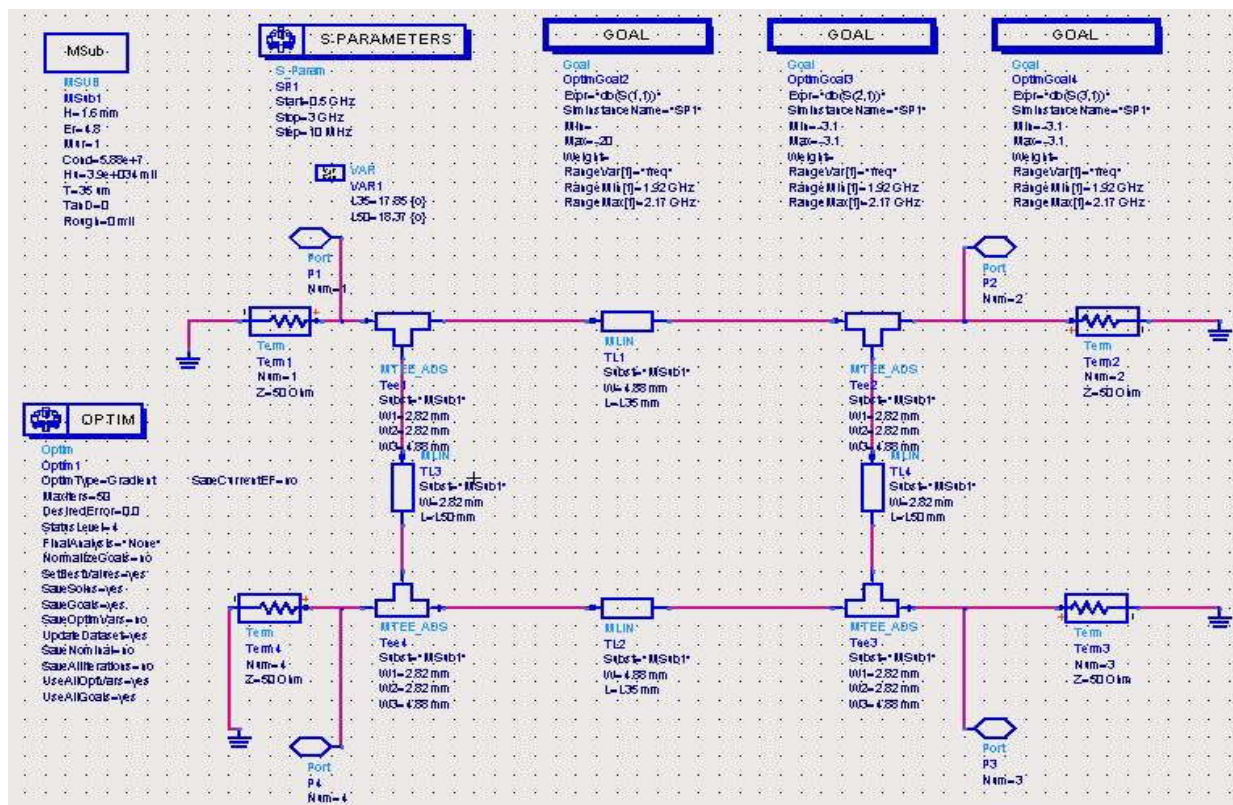 MSub
MSUB
MSub1
H=1.6 mm
Er=4.8
Mur=1
Cond=5.88e+7
Hu=3.9e+034 mil
T=35 um
TanD=0
Rough=0 mil
S-PARAMETERS
S_Param
SP1
Start=0.5 GHz
Stop=3 GHz
Step=10 MHz
VAR
VAR1
L35=17.85 {o}
L50=18.37 {o}
GOAL
Goal
OptimGoal2
Expr="db(S(1,1))"
SimInstanceName="SP1"
Min=
Max=-20
Weight=
RangeVar[1]="freq"
RangeMin[1]=1.92 GHz
RangeMax[1]=2.17 GHz
GOAL
Goal
OptimGoal3
Expr="db(S(2,1))"
SimInstanceName="SP1"
Min=-3.1
Max=-3.1
Weight=
RangeVar[1]="freq"
RangeMin[1]=1.92 GHz
RangeMax[1]=2.17 GHz
GOAL
Goal
OptimGoal4
Expr="db(S(3,1))"
SimInstanceName="SP1"
Min=-3.1
Max=-3.1
Weight=
RangeVar[1]="freq"
RangeMin[1]=1.92 GHz
RangeMax[1]=2.17 GHz
Port
P1
Num=1
Port
P2
Num=2
Term
Term1
Num=1
Z=50 Ohm
MTEE_ADS
Tee1
Subst="MSub1"
W1=2.82 mm
W2=2.82 mm
W3=4.88 mm
MLIN
TL1
Subst="MSub1"
W=4.88 mm
L=L35 mm
MTEE_ADS
Tee2
Subst="MSub1"
W1=2.82 mm
W2=2.82 mm
W3=4.88 mm
Term
Term2
Num=2
Z=50 Ohm
OPTIM
Optim
Optim1
OptimType=Gradient
MaxIters=50
DesiredError=0.0
StatusLevel=4
FinalAnalysis="None"
NormalizeGoals=no
SetBestValues=yes
SaveSolns=yes
SaveGoals=yes
SaveOptimVars=no
UpdateDataset=yes
SaveNominal=no
SaveAllIterations=no
UseAllOptVars=yes
UseAllGoals=yes
SaveCurrentEF=no
MLIN
TL3
Subst="MSub1"
W=2.82 mm
L=L50 mm
MLIN
TL4
Subst="MSub1"
W=2.82 mm
L=L50 mm
Term
Term4
Num=4
Z=50 Ohm
MTEE_ADS
Tee4
Subst="MSub1"
W1=2.82 mm
W2=2.82 mm
W3=4.88 mm
MLIN
TL2
Subst="MSub1"
W=4.88 mm
L=L35 mm
MTEE_ADS
Tee3
Subst="MSub1"
W1=2.82 mm
W2=2.82 mm
W3=4.88 mm
Term
Term3
Num=3
Z=50 Ohm
Port
P4
Num=4
Port
P3
Num=3